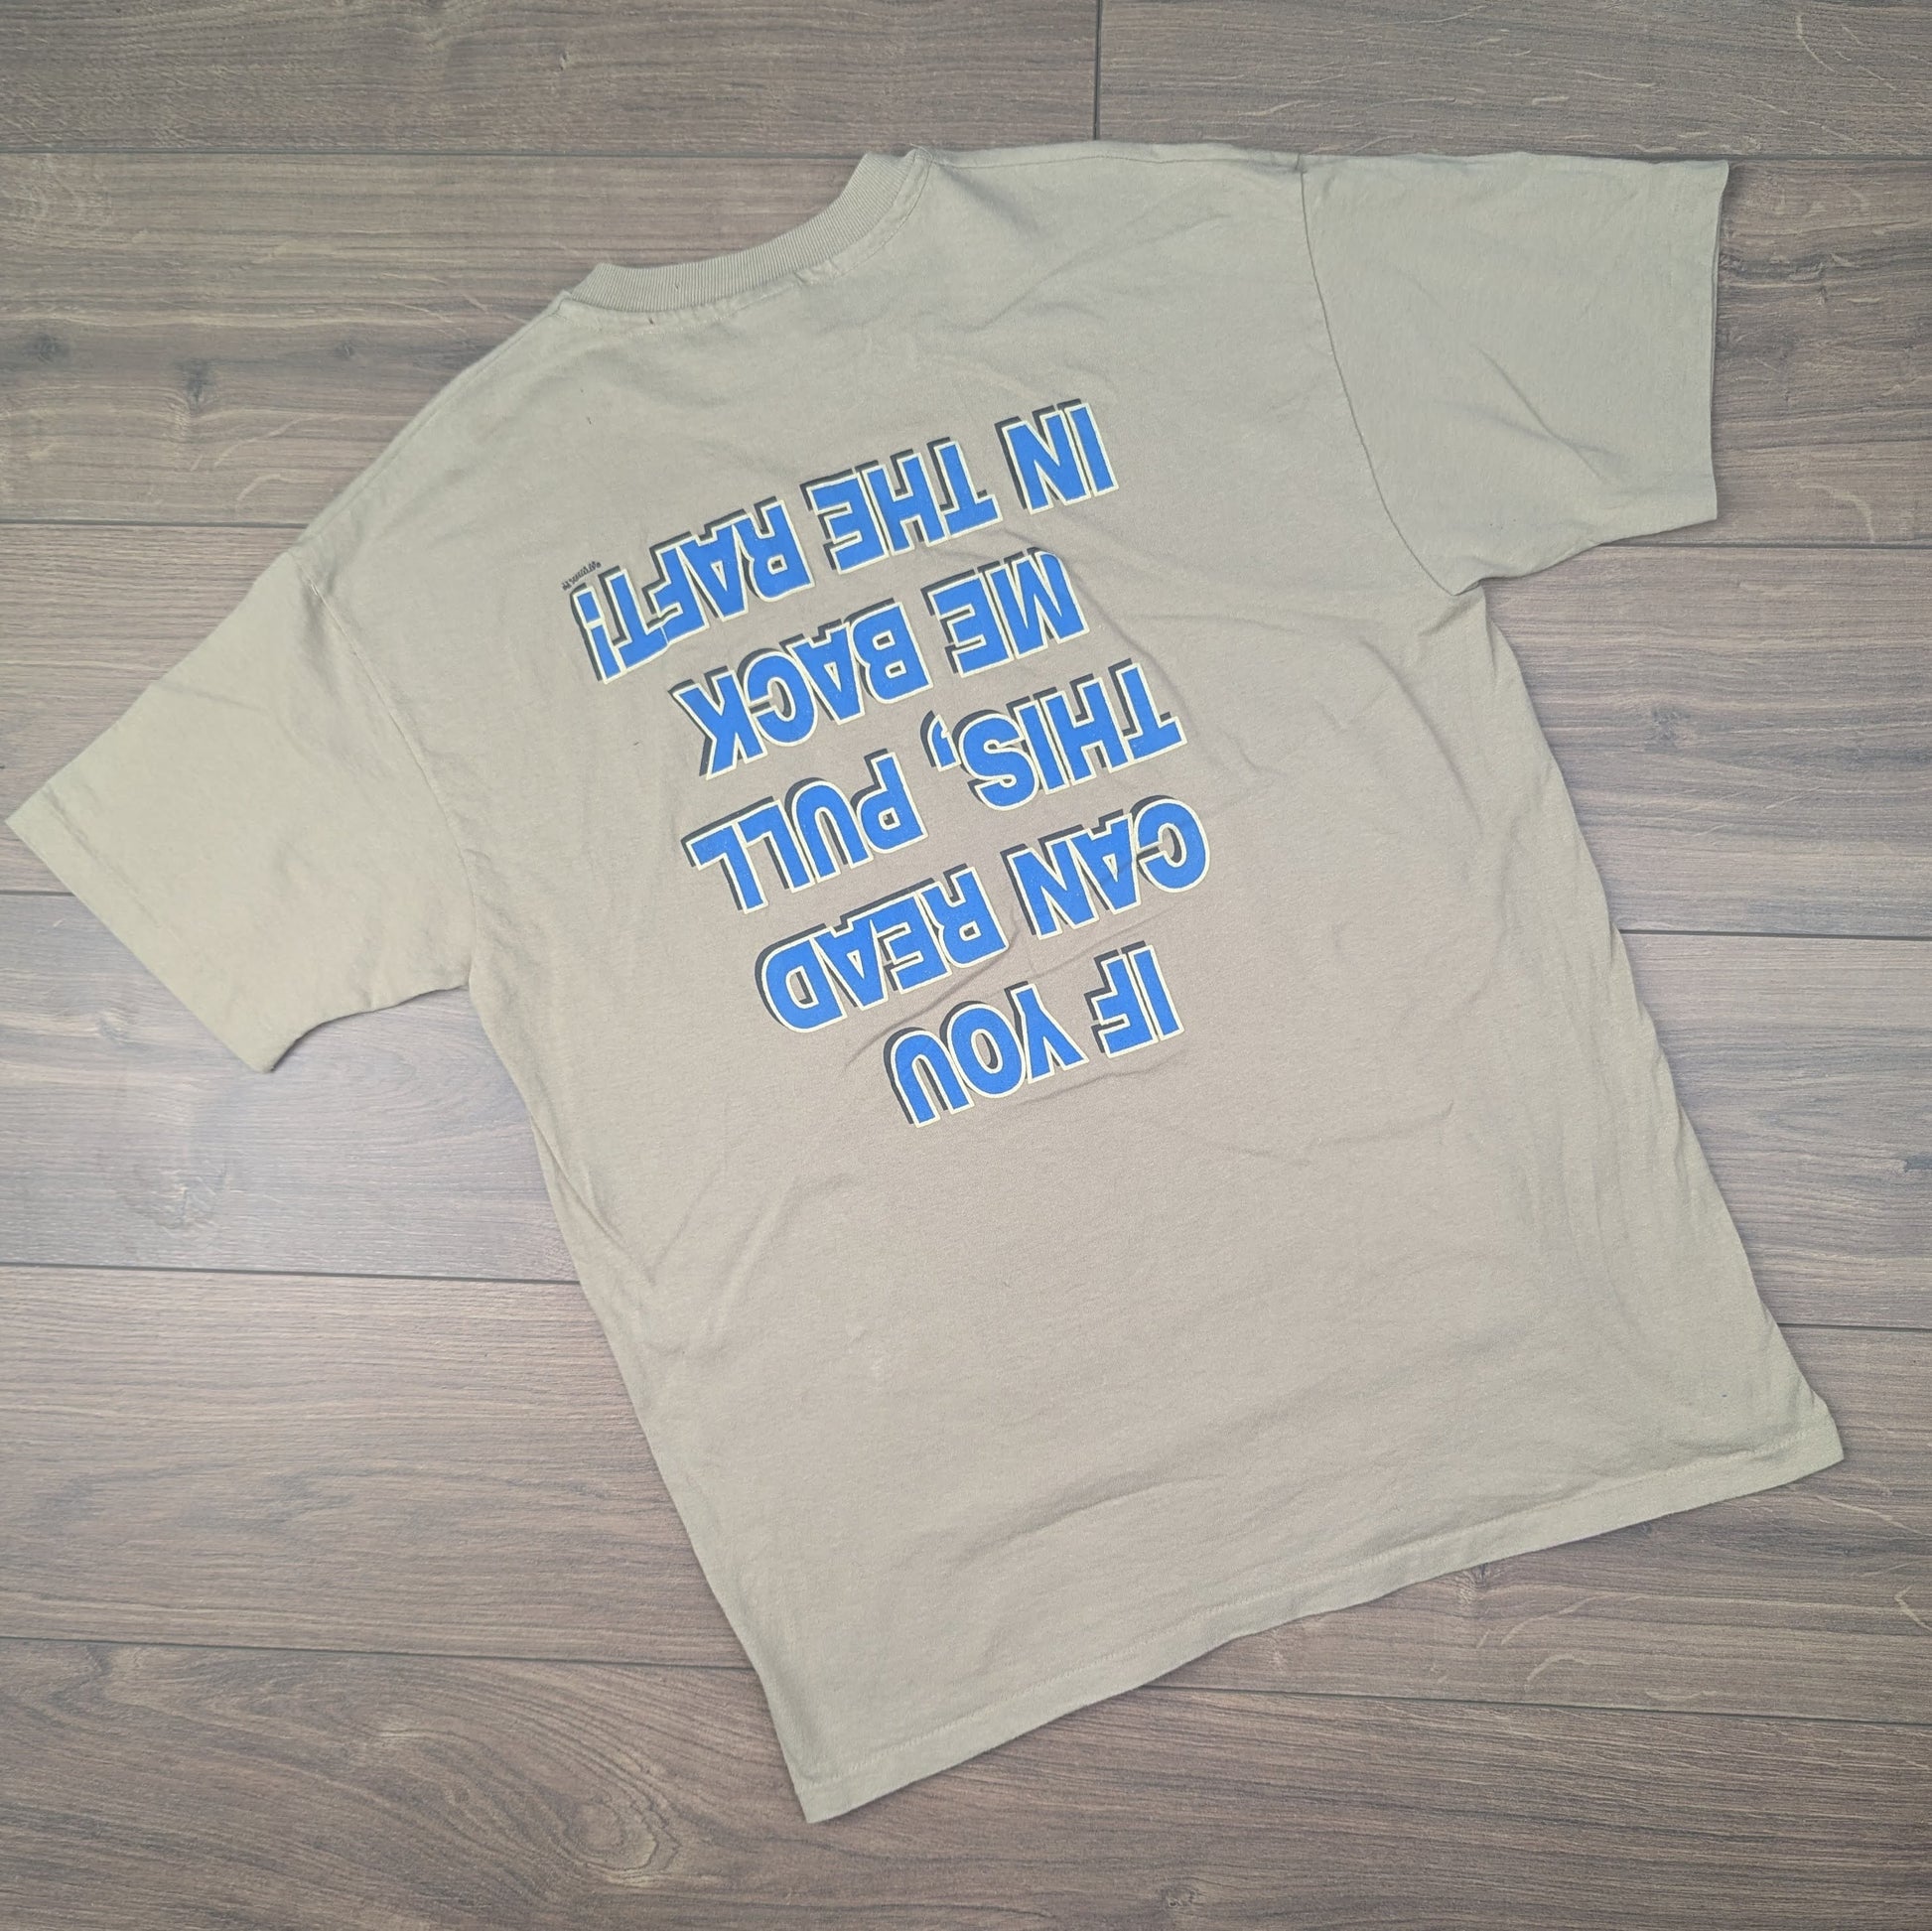 IF YOU
CAN READ
THIS, PULL
ME BACK
IN THE RAFT!